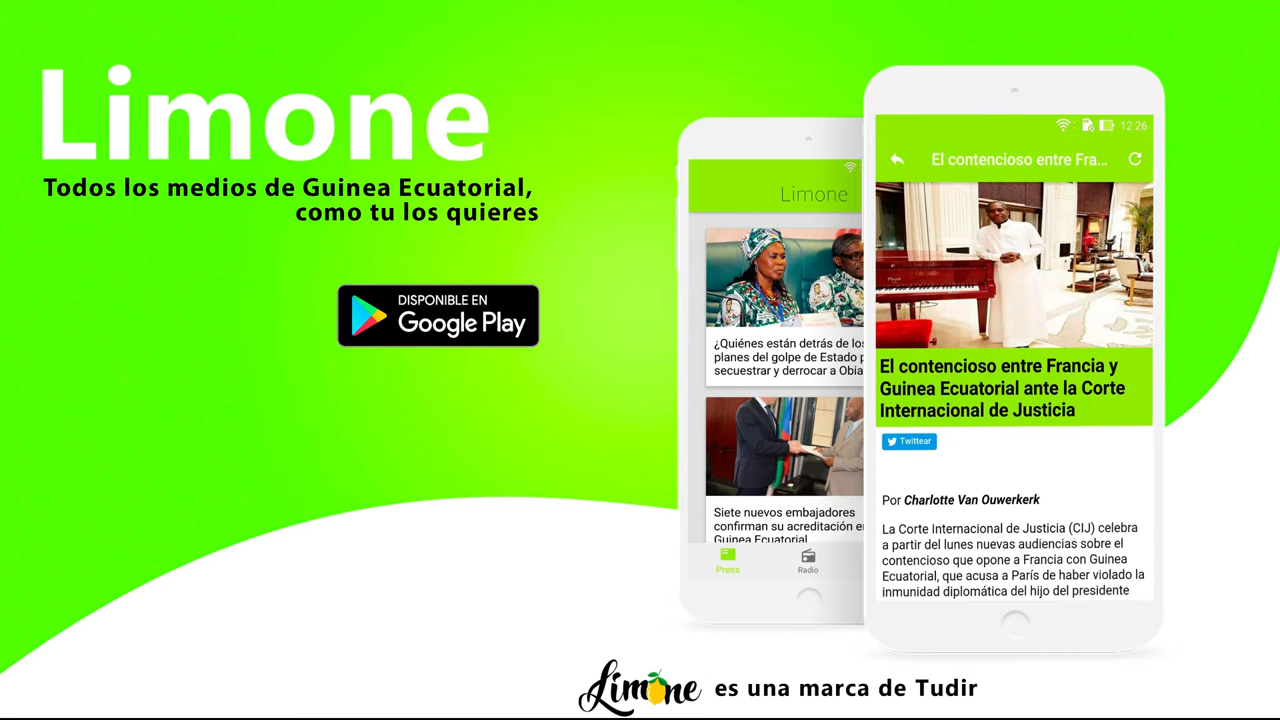 Limone
Todos los medios de Guinea Ecuatorial,
como tu los quieres
DISPONIBLE EN
Google Play
Limone
¿Quiénes están detrás de los
planes del golpe de Estado
secuestrar y derrocar a
Siete nuevos embajadores
confirman su acreditación
Guinea Ecuatorial
Press
Radio
12:26
El contencioso entre Fra...
El contencioso entre Francia y
Guinea Ecuatorial ante la Corte
Internacional de Justicia
Twittear
Por Charlotte Van Ouwerkerk
La Corte Internacional de Justicia (CIJ) celebra
a partir del lunes nuevas audiencias sobre el
contencioso que opone a Francia con Guinea
Ecuatorial, que acusa a París de haber violado la
inmunidad diplomática del hijo del presidente
Limone es una marca de Tudir